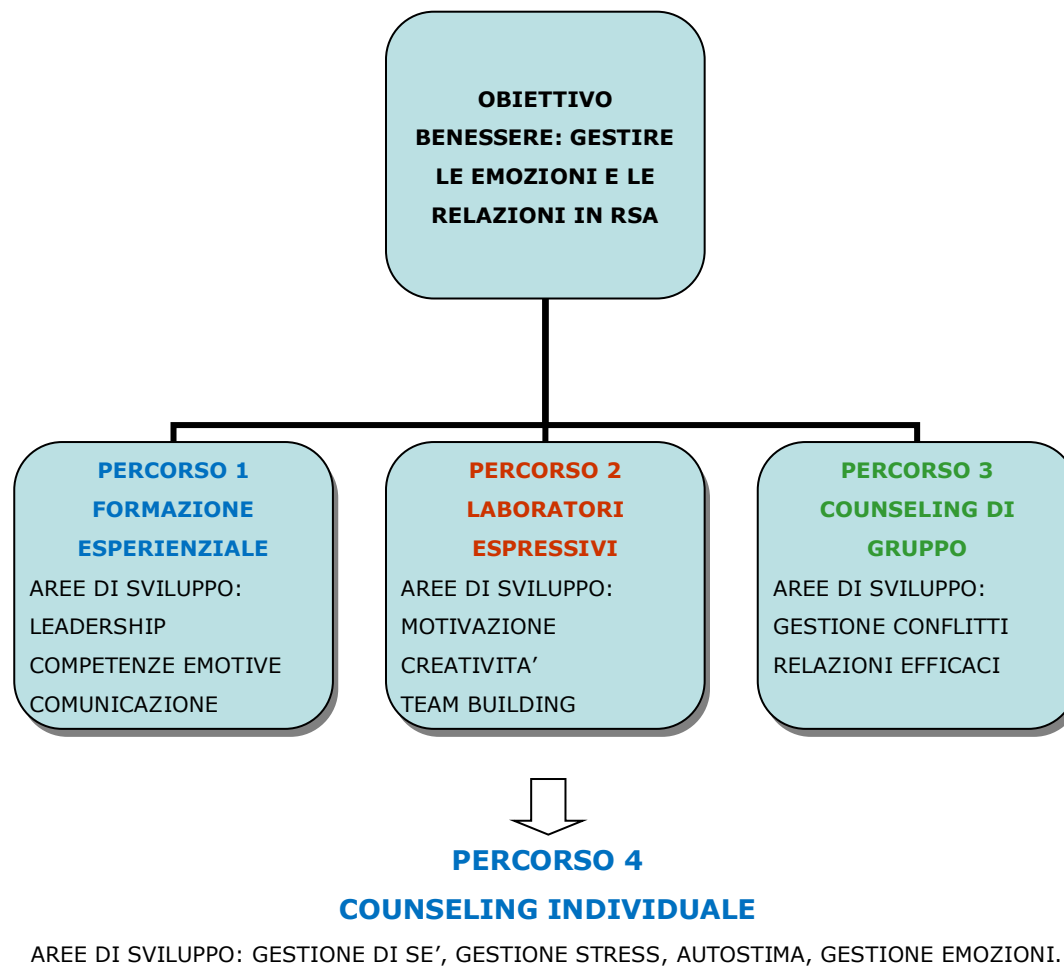 OBIETTIVO
BENESSERE: GESTIRE
LE EMOZIONI E LE
RELAZIONI IN RSA
PERCORSO 1
FORMAZIONE
ESPERIENZIALE
AREE DI SVILUPPO:
LEADERSHIP
COMPETENZE EMOTIVE
COMUNICAZIONE
PERCORSO 2
LABORATORI
ESPRESSIVI
AREE DI SVILUPPO:
MOTIVAZIONE
CREATIVITA’
TEAM BUILDING
PERCORSO 3
COUNSELING DI
GRUPPO
AREE DI SVILUPPO:
GESTIONE CONFLITTI
RELAZIONI EFFICACI
PERCORSO 4
COUNSELING INDIVIDUALE
AREE DI SVILUPPO: GESTIONE DI SE’, GESTIONE STRESS, AUTOSTIMA, GESTIONE EMOZIONI.